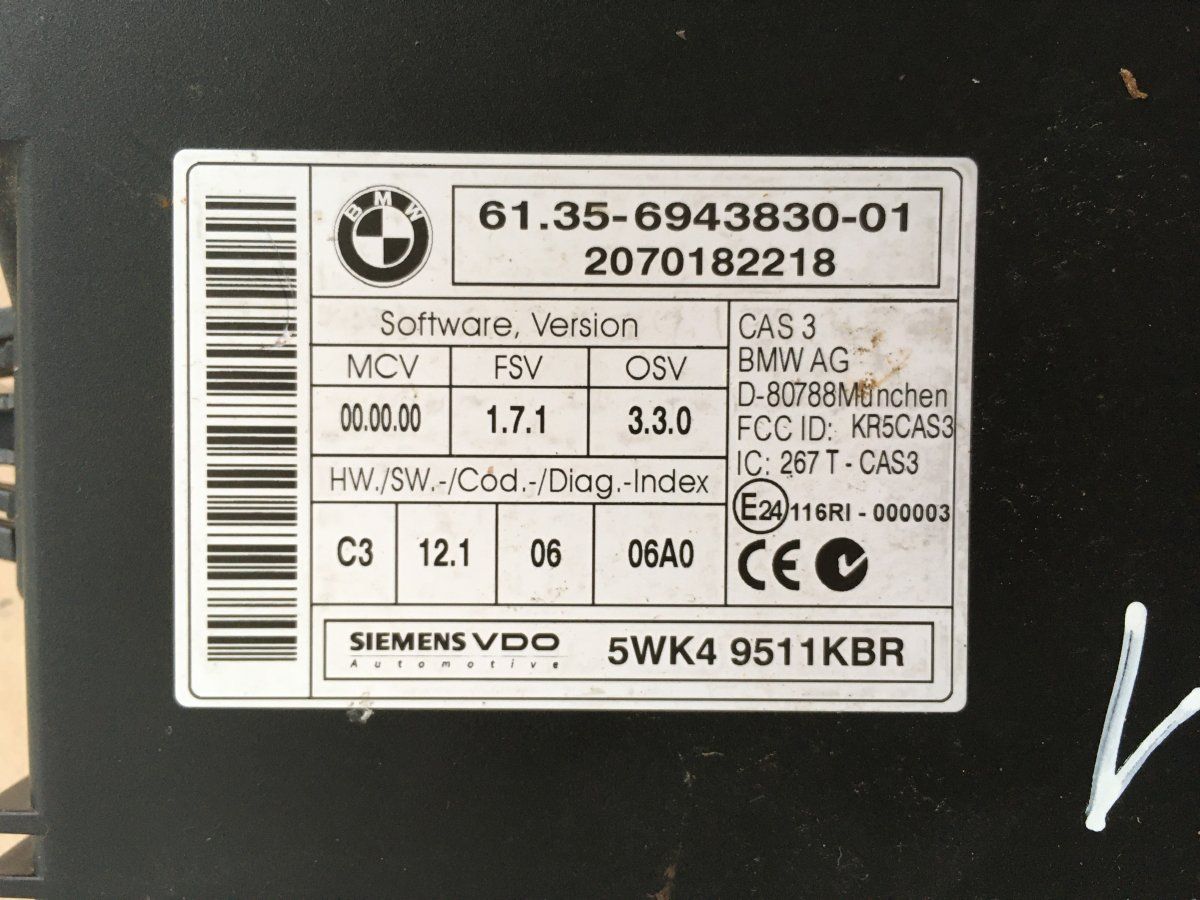 BMW
61.35-6943830-01
2070182218
Software, Version
MCV FSV OSV
00.00.00 1.7.1 3.3.0
HW./SW.-/Cod.-/Diag.-Index
C3 12.1 06 06A0
CAS 3
BMW AG
D-80788München
FCC ID: KR5CAS3
IC: 267 T - CAS3
E24 116RI - 000003
CE
SIEMENS VDO
Automotive
5WK4 9511KBR